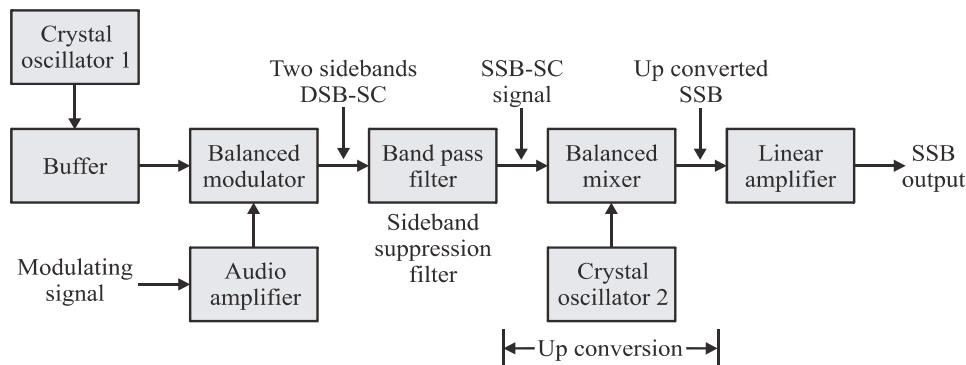 Crystal
oscillator 1
Two sidebands
DSB-SC
SSB-SC
signal
Up converted
SSB
Buffer
Balanced
modulator
Band pass
filter
Balanced
mixer
Linear
amplifier
SSB
output
Sideband
suppression
filter
Modulating
signal
Audio
amplifier
Crystal
oscillator 2
Up conversion